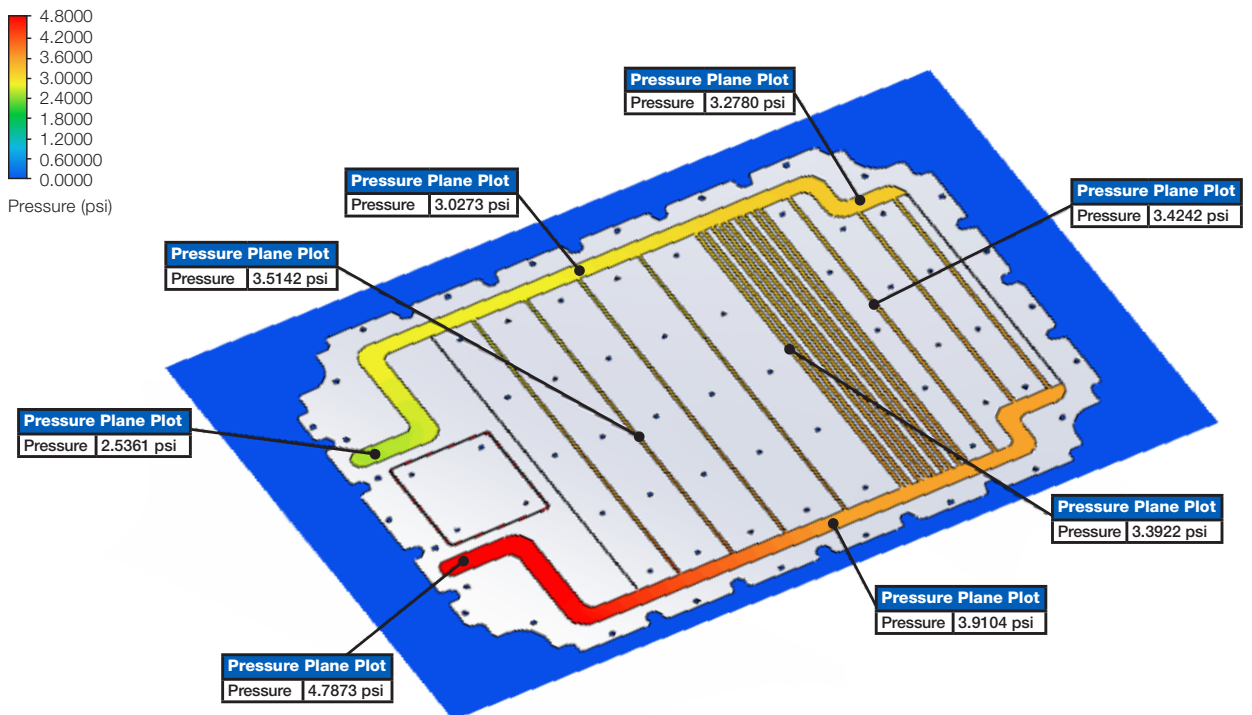 4.8000
4.2000
3.6000
3.0000
2.4000
1.8000
1.2000
0.60000
0.0000
Pressure (psi)
Pressure Plane Plot
Pressure 3.2780 psi
Pressure Plane Plot
Pressure 3.0273 psi
Pressure Plane Plot
Pressure 3.4242 psi
Pressure Plane Plot
Pressure 3.5142 psi
Pressure Plane Plot
Pressure 2.5361 psi
Pressure Plane Plot
Pressure 3.3922 psi
Pressure Plane Plot
Pressure 3.9104 psi
Pressure Plane Plot
Pressure 4.7873 psi